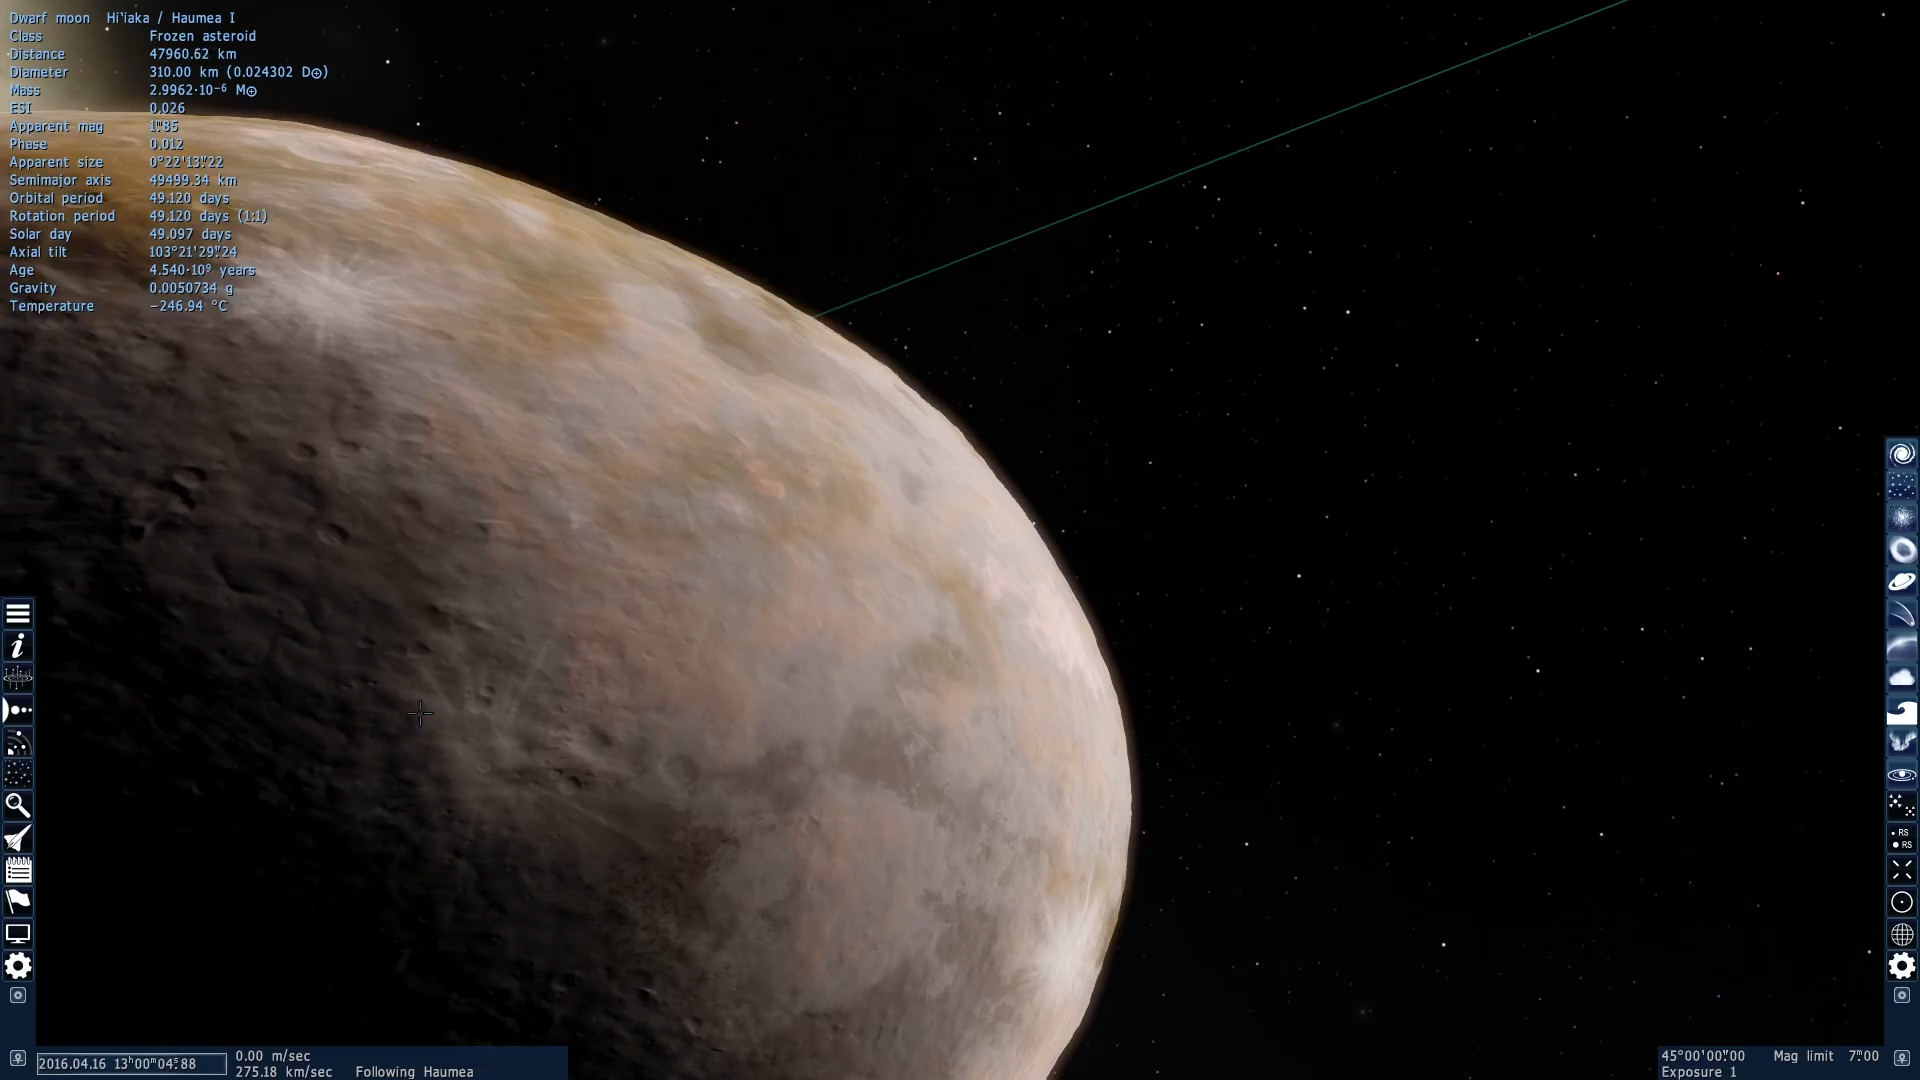 Dwarf moon Hi'iaka / Haumea I
Class Frozen asteroid
Distance 47960.62 km
Diameter 310.00 km (0.024302 D⊕)
Mass 2.9962·10⁻⁶ M⊕
ESI 0.026
Apparent mag 1ᵐ.85
Phase 0.012
Apparent size 0°22'13".22
Semimajor axis 49499.34 km
Orbital period 49.120 days
Rotation period 49.120 days (1:1)
Solar day 49.097 days
Axial tilt 103°21'29".24
Age 4.540·10⁹ years
Gravity 0.0050734 g
Temperature −246.94 °C
RS
RS
2016.04.16 13ʰ00ᵐ04ˢ.88
0.00 m/sec
275.18 km/sec Following Haumea
45°00'00".00 Mag limit 7ᵐ.00
Exposure 1